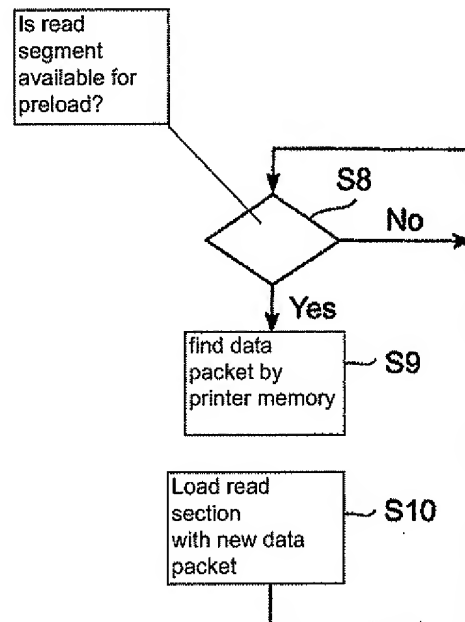 Is read
segment
available for
preload?
S8
No
Yes
find data
packet by
printer memory
S9
Load read
section
with new data
packet
S10